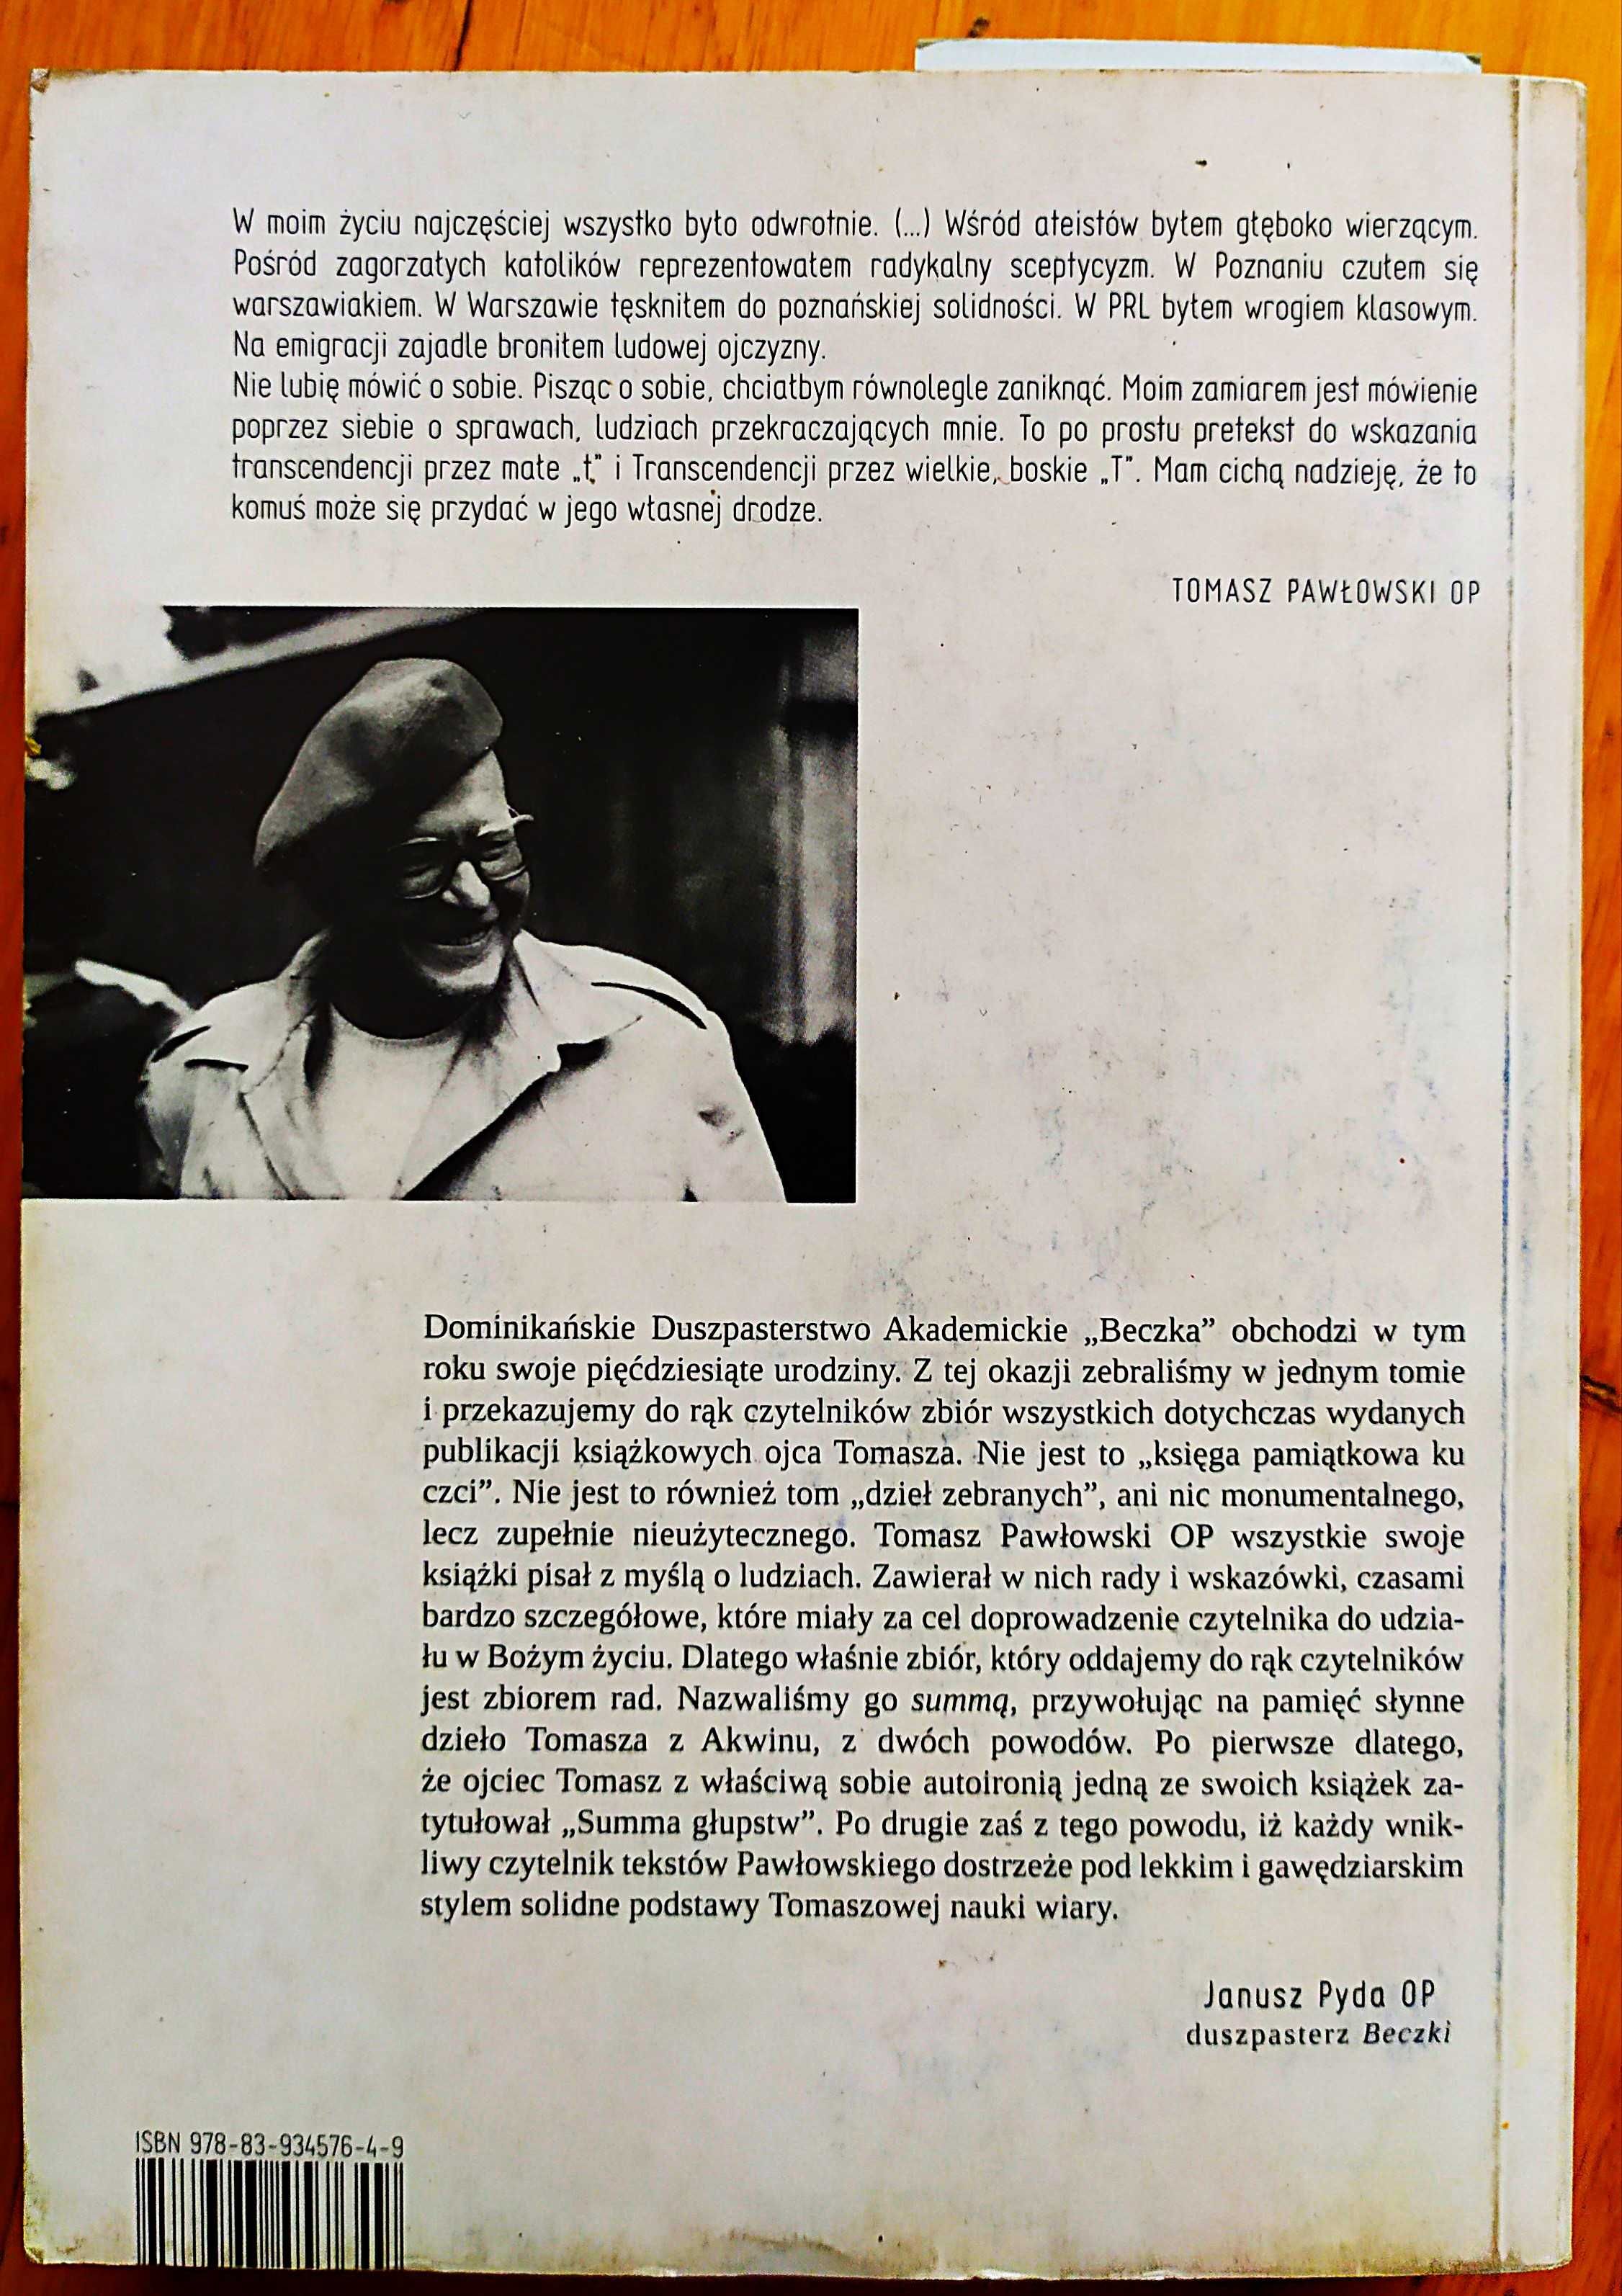 W moim życiu najczęściej wszystko było odwrotnie. (...) Wśród ateistów byłem głęboko wierzącym.
Pośród zagorzałych katolików reprezentowałem radykalny sceptycyzm. W Poznaniu czułem się
warszawiakiem. W Warszawie tęskniłem do poznańskiej solidności. W PRL byłem wrogiem klasowym.
Na emigracji zajadle broniłem ludowej ojczyzny.
Nie lubię mówić o sobie. Pisząc o sobie, chciałbym równolegle zaniknąć. Moim zamiarem jest mówienie
poprzez siebie o sprawach, ludziach przekraczających mnie. To po prostu pretekst do wskazania
transcendencji przez małe „t” i Transcendencji przez wielkie, boskie „T”. Mam cichą nadzieję, że to
komuś może się przydać w jego własnej drodze.
TOMASZ PAWŁOWSKI OP
Dominikańskie Duszpasterstwo Akademickie „Beczka” obchodzi w tym
roku swoje pięćdziesiąte urodziny. Z tej okazji zebraliśmy w jednym tomie
i przekazujemy do rąk czytelników zbiór wszystkich dotychczas wydanych
publikacji książkowych ojca Tomasza. Nie jest to „księga pamiątkowa ku
czci”. Nie jest to również tom „dzieł zebranych”, ani nic monumentalnego,
lecz zupełnie nieużytecznego. Tomasz Pawłowski OP wszystkie swoje
książki pisał z myślą o ludziach. Zawierał w nich rady i wskazówki, czasami
bardzo szczegółowe, które miały za cel doprowadzenie czytelnika do udzia-
łu w Bożym życiu. Dlatego właśnie zbiór, który oddajemy do rąk czytelników
jest zbiorem rad. Nazwaliśmy go summą, przywołując na pamięć słynne
dzieło Tomasza z Akwinu, z dwóch powodów. Po pierwsze dlatego,
że ojciec Tomasz z właściwą sobie autoironią jedną ze swoich książek za-
tytułował „Summa głupstw”. Po drugie zaś z tego powodu, iż każdy wnik-
liwy czytelnik tekstów Pawłowskiego dostrzeże pod lekkim i gawędziarskim
stylem solidne podstawy Tomaszowej nauki wiary.
Janusz Pyda OP
duszpasterz Beczki
ISBN 978-83-934576-4-9